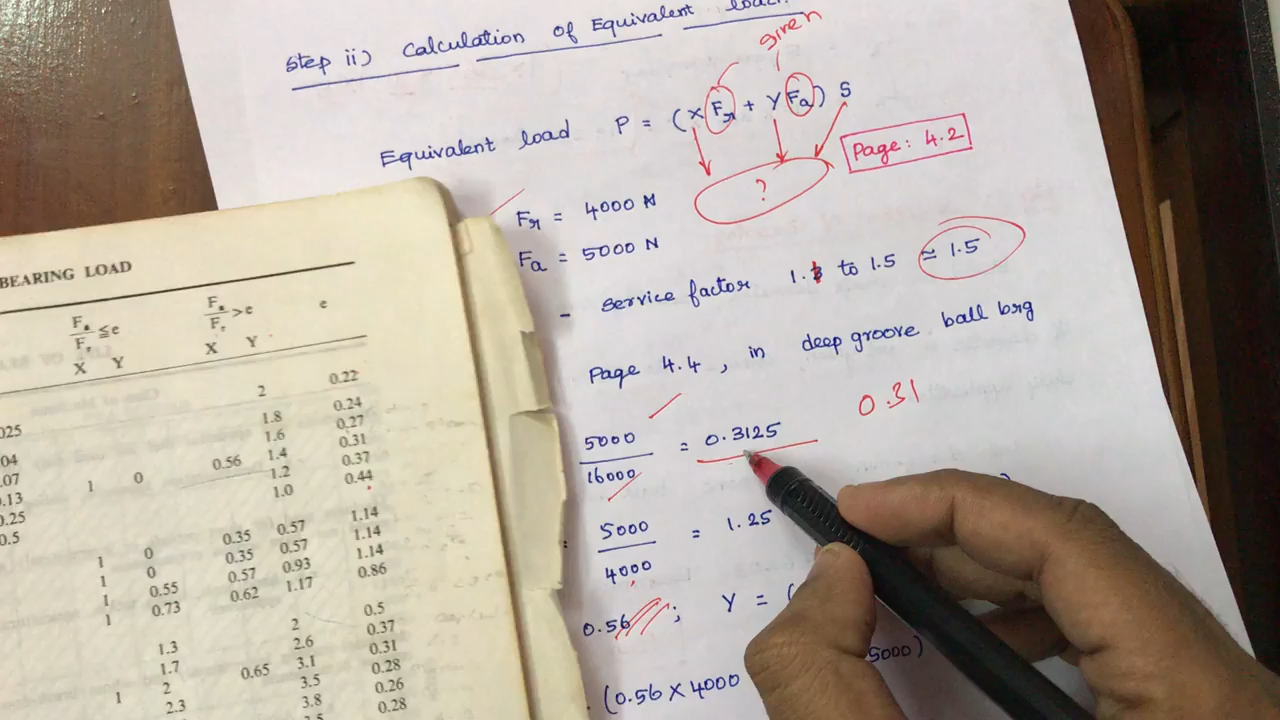 Step ii) Calculation of Equivalent load.
given
Equivalent load P = (X Fr + Y Fa) S
Page: 4.2
?
Fr = 4000 N
Fa = 5000 N
- Service factor 1.1 to 1.5 ≃ 1.5
Page 4.4, in deep groove ball brg
5000 / 16000 = 0.3125
0.31
5000 / 4000 = 1.25
0.56 ; Y = (
(0.56 X 4000
5000)
BEARING LOAD
Fa/Fr ≦e
Fa/Fr >e
e
X Y X Y
025 2 0.22
04 1.8 0.24
0.07 1.6 0.27
0.13 1 0 0.56 1.4 0.31
0.25 1.2 0.37
0.5 1.0 0.44
1 0 0.35 0.57 1.14
1 0 0.35 0.57 1.14
1 0.55 0.57 0.93 1.14
1 0.73 0.62 1.17 0.86
2 0.5
1.3 2.6 0.37
1.7 3.1 0.31
1 2 0.65 3.5 0.28
2.3 3.8 0.26
0.28